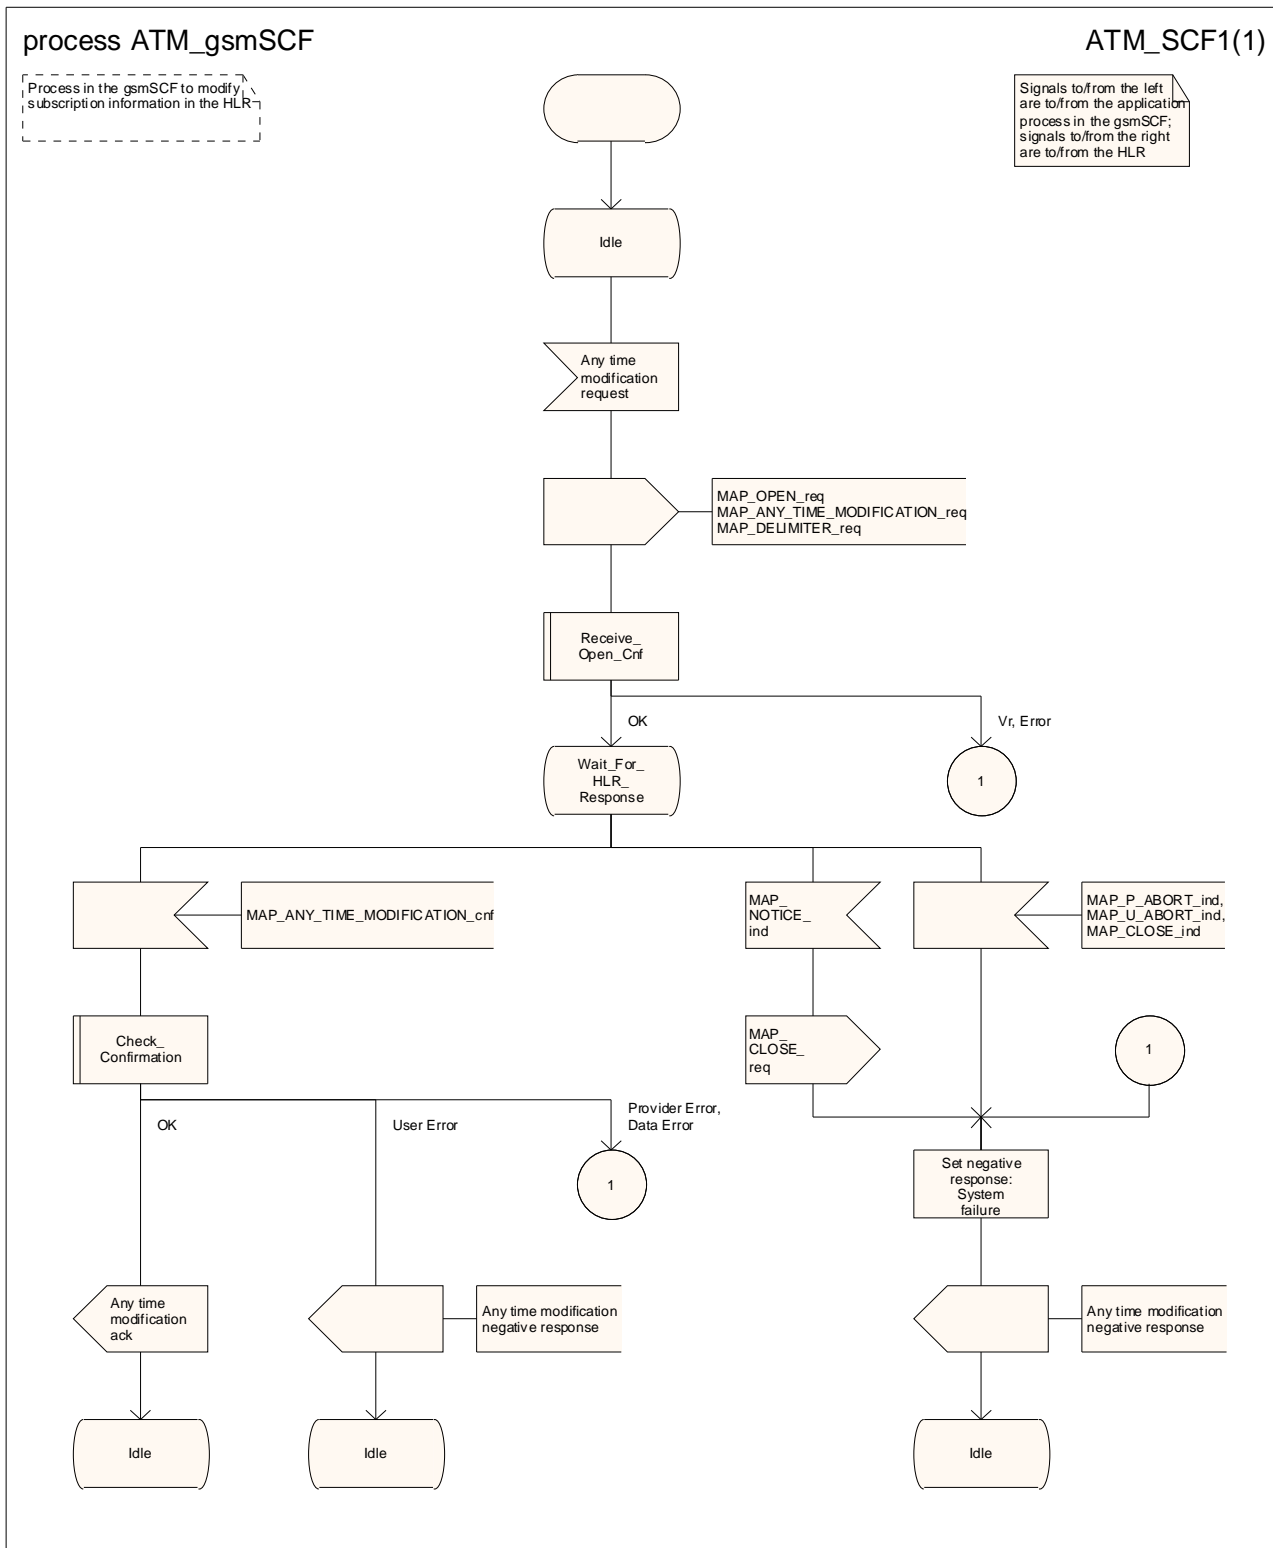 process ATM_gsmSCF
ATM_SCF1(1)
Process in the gsmSCF to modify
subscription information in the HLR
Signals to/from the left
are to/from the application
process in the gsmSCF;
signals to/from the right
are to/from the HLR
Idle
Any time
modification
request
MAP_OPEN_req
MAP_ANY_TIME_MODIFICATION_req
MAP_DELIMITER_req
Receive_
Open_Cnf
OK
Vr, Error
Wait_For_
HLR_
Response
1
MAP_ANY_TIME_MODIFICATION_cnf
MAP_
NOTICE_
ind
MAP_P_ABORT_ind,
MAP_U_ABORT_ind,
MAP_CLOSE_ind
Check_
Confirmation
MAP_
CLOSE_
req
1
OK
User Error
Provider Error,
Data Error
1
Set negative
response:
System
failure
Any time
modification
ack
Any time modification
negative response
Any time modification
negative response
Idle
Idle
Idle